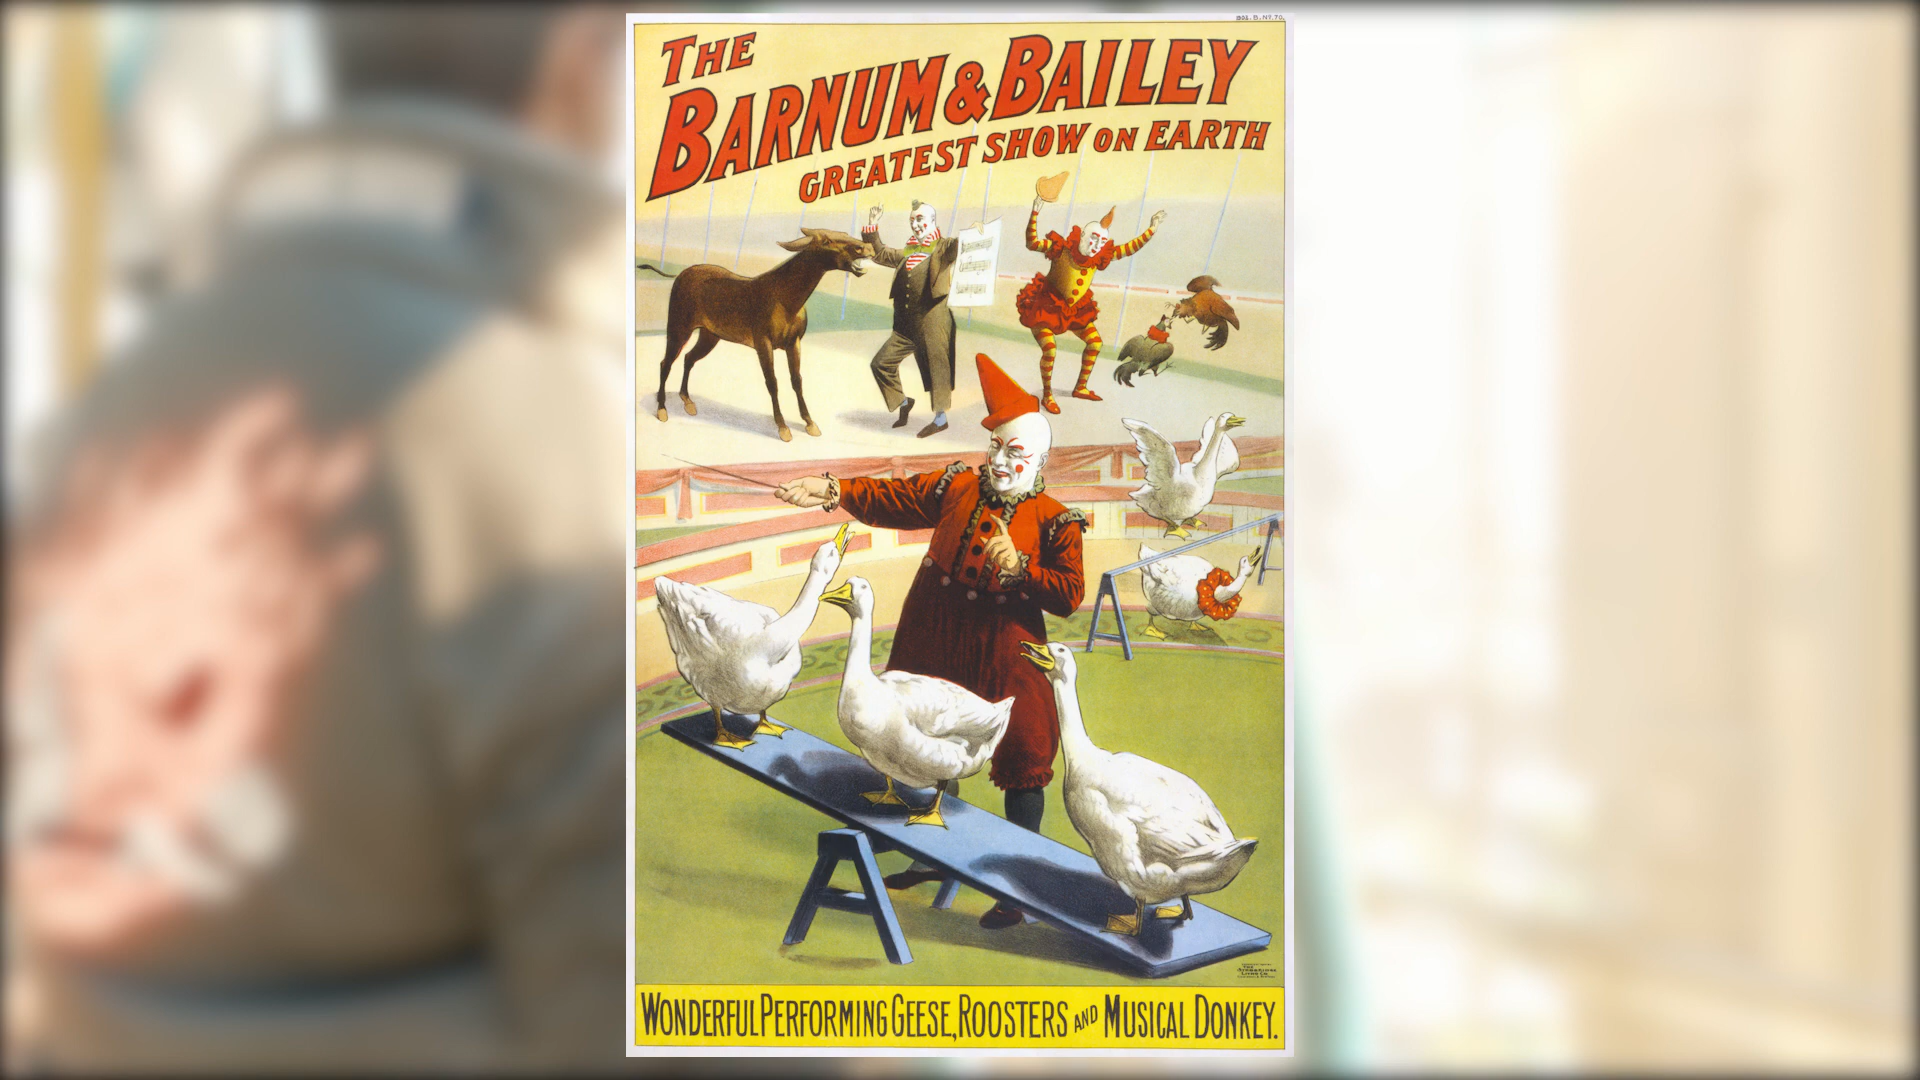 THE
BARNUM & BAILEY
GREATEST SHOW ON EARTH
WONDERFUL PERFORMING GEESE, ROOSTERS AND MUSICAL DONKEY.